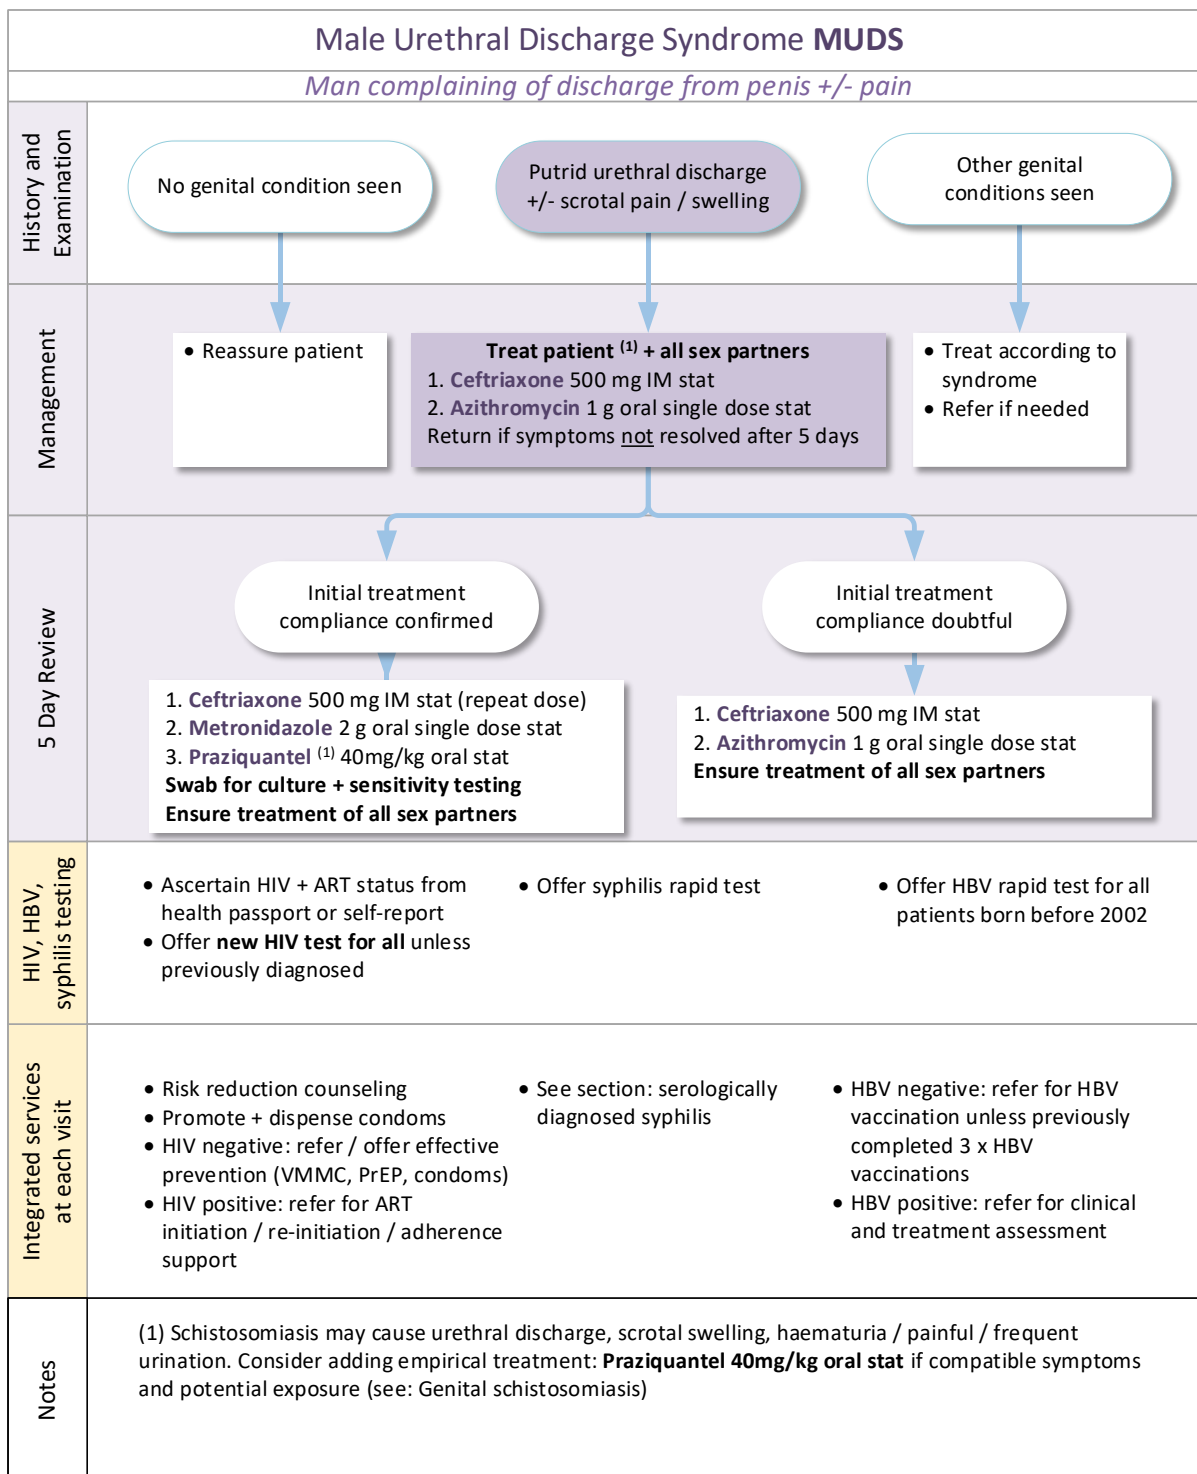 Male Urethral Discharge Syndrome MUDS
Man complaining of discharge from penis +/- pain
History and
Examination
No genital condition seen
Putrid urethral discharge
+/- scrotal pain / swelling
Other genital
conditions seen
Management
• Reassure patient
Treat patient (1) + all sex partners
1. Ceftriaxone 500 mg IM stat
2. Azithromycin 1 g oral single dose stat
Return if symptoms not resolved after 5 days
• Treat according to
syndrome
• Refer if needed
5 Day Review
Initial treatment
compliance confirmed
Initial treatment
compliance doubtful
1. Ceftriaxone 500 mg IM stat (repeat dose)
2. Metronidazole 2 g oral single dose stat
3. Praziquantel (1) 40mg/kg oral stat
Swab for culture + sensitivity testing
Ensure treatment of all sex partners
1. Ceftriaxone 500 mg IM stat
2. Azithromycin 1 g oral single dose stat
Ensure treatment of all sex partners
HIV, HBV,
syphilis testing
• Ascertain HIV + ART status from
health passport or self-report
• Offer new HIV test for all unless
previously diagnosed
• Offer syphilis rapid test
• Offer HBV rapid test for all
patients born before 2002
Integrated services
at each visit
• Risk reduction counseling
• Promote + dispense condoms
• HIV negative: refer / offer effective
prevention (VMMC, PrEP, condoms)
• HIV positive: refer for ART
initiation / re-initiation / adherence
support
• See section: serologically
diagnosed syphilis
• HBV negative: refer for HBV
vaccination unless previously
completed 3 x HBV
vaccinations
• HBV positive: refer for clinical
and treatment assessment
Notes
(1) Schistosomiasis may cause urethral discharge, scrotal swelling, haematuria / painful / frequent
urination. Consider adding empirical treatment: Praziquantel 40mg/kg oral stat if compatible symptoms
and potential exposure (see: Genital schistosomiasis)